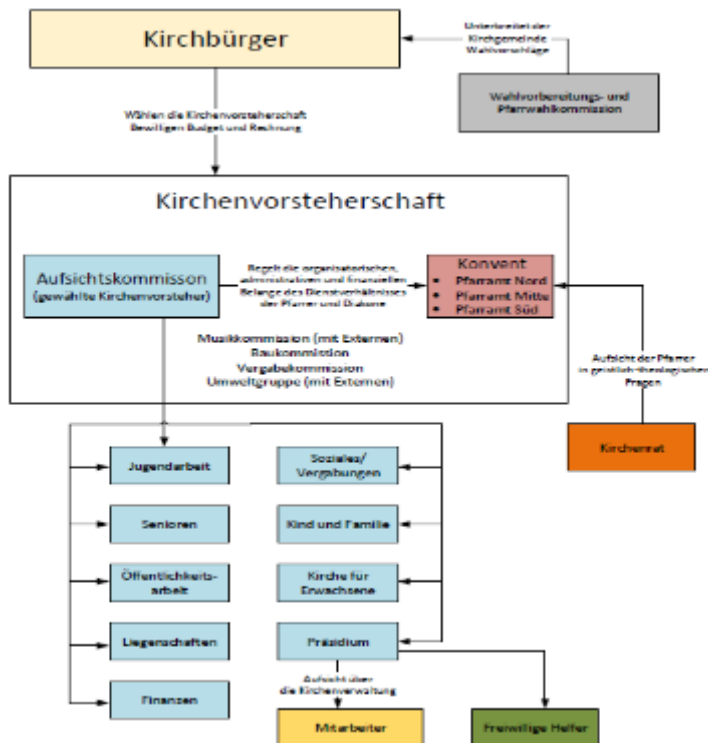 Kirchbürger
Unterbreitet der
Kirchgemeinde
Wahlvorschläge
Wahlvorbereitungs- und
Pfarrwahlkommission
Wählen die Kirchenvorsteherschaft
Bewilligen Budget und Rechnung
Kirchenvorsteherschaft
Aufsichtskommisson
(gewählte Kirchenvorsteher)
Regelt die organisatorischen,
administrativen und finanziellen
Belange des Dienstverhältnisses
der Pfarrer und Diakone
Konvent
• Pfarramt Nord
• Pfarramt Mitte
• Pfarramt Süd
Musikkommission (mit Externen)
Baukommission
Vergabekommission
Umweltgruppe (mit Externen)
Aufsicht der Pfarrer
in geistlich-theologischen
Fragen
Kirchenrat
Jugendarbeit
Soziales/
Vergabungen
Senioren
Kind und Familie
Öffentlichkeits-
arbeit
Kirche für
Erwachsene
Liegenschaften
Präsidium
Finanzen
Aufsicht über
die Kirchenverwaltung
Mitarbeiter
Freiwillige Helfer